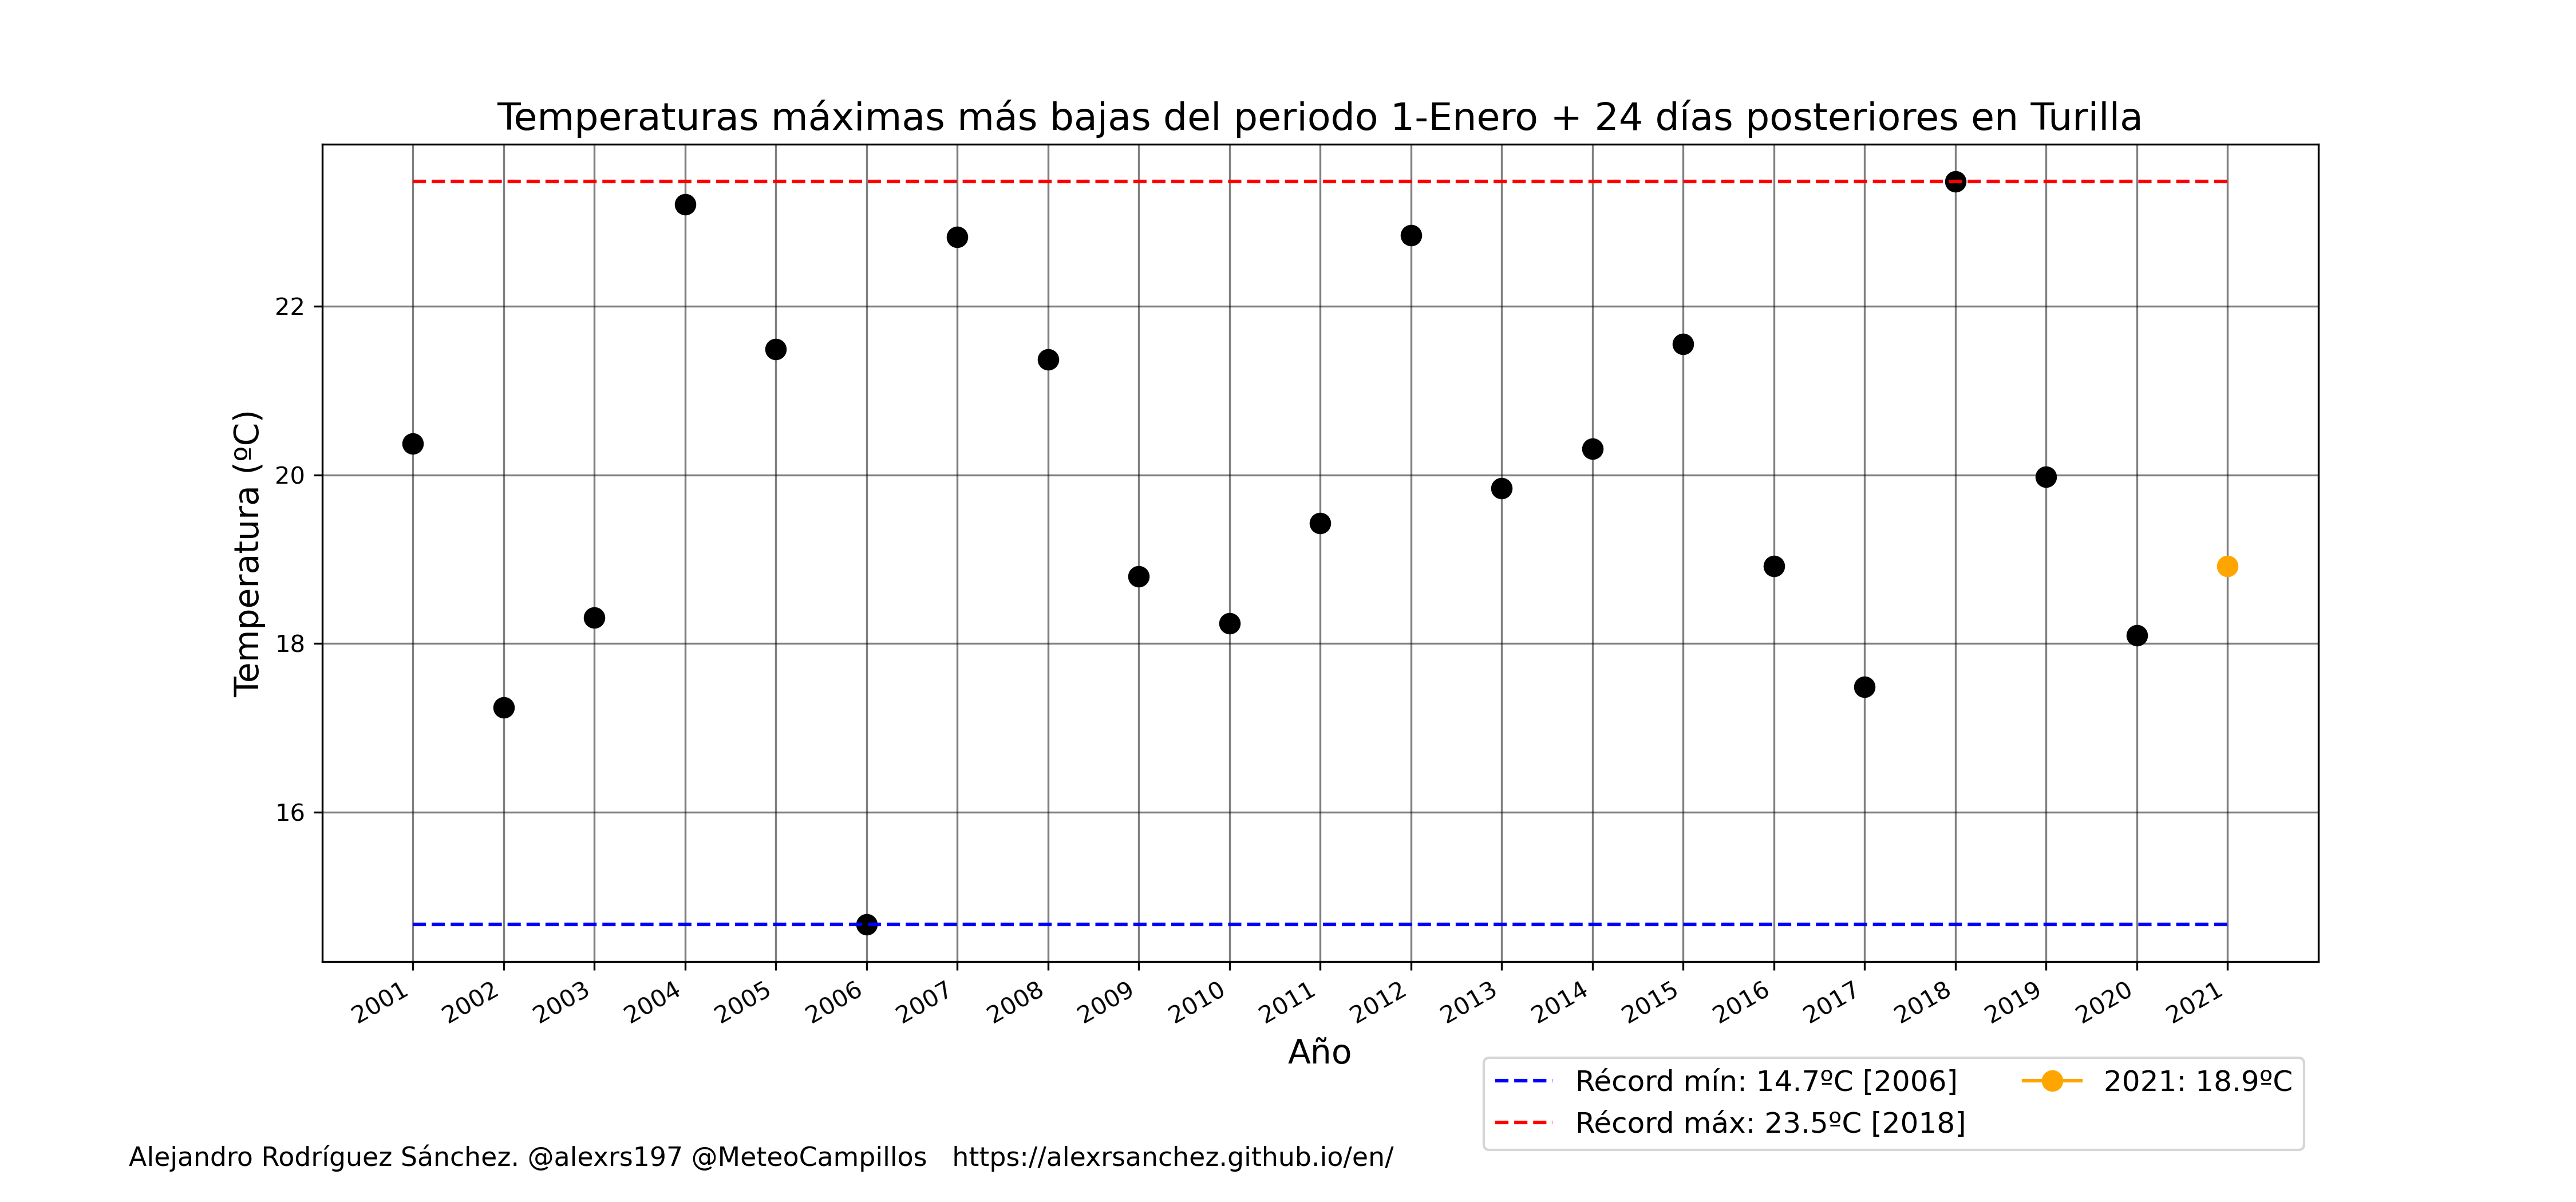 Temperaturas máximas más bajas del periodo 1-Enero + 24 días posteriores en Turilla
Temperatura (ºC)
22
20
18
16
2001 2002 2003 2004 2005 2006 2007 2008 2009 2010 2011 2012 2013 2014 2015 2016 2017 2018 2019 2020 2021
Año
Récord mín: 14.7ºC [2006]
Récord máx: 23.5ºC [2018]
2021: 18.9ºC
Alejandro Rodríguez Sánchez. @alexrs197 @MeteoCampillos https://alexrsanchez.github.io/en/